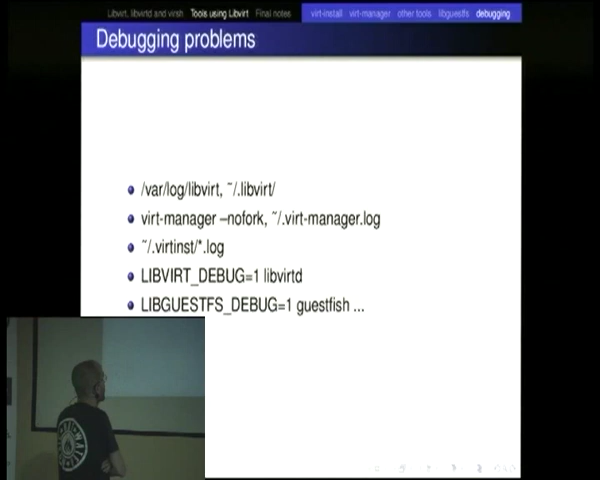 Libvirt, libvirtd and virsh Tools using Libvirt Final notes virt-install virt-manager other tools libguestfs debugging
Debugging problems
/var/log/libvirt, ~/.libvirt/
virt-manager –nofork, ~/.virt-manager.log
~/.virtinst/*.log
LIBVIRT_DEBUG=1 libvirtd
LIBGUESTFS_DEBUG=1 guestfish ...